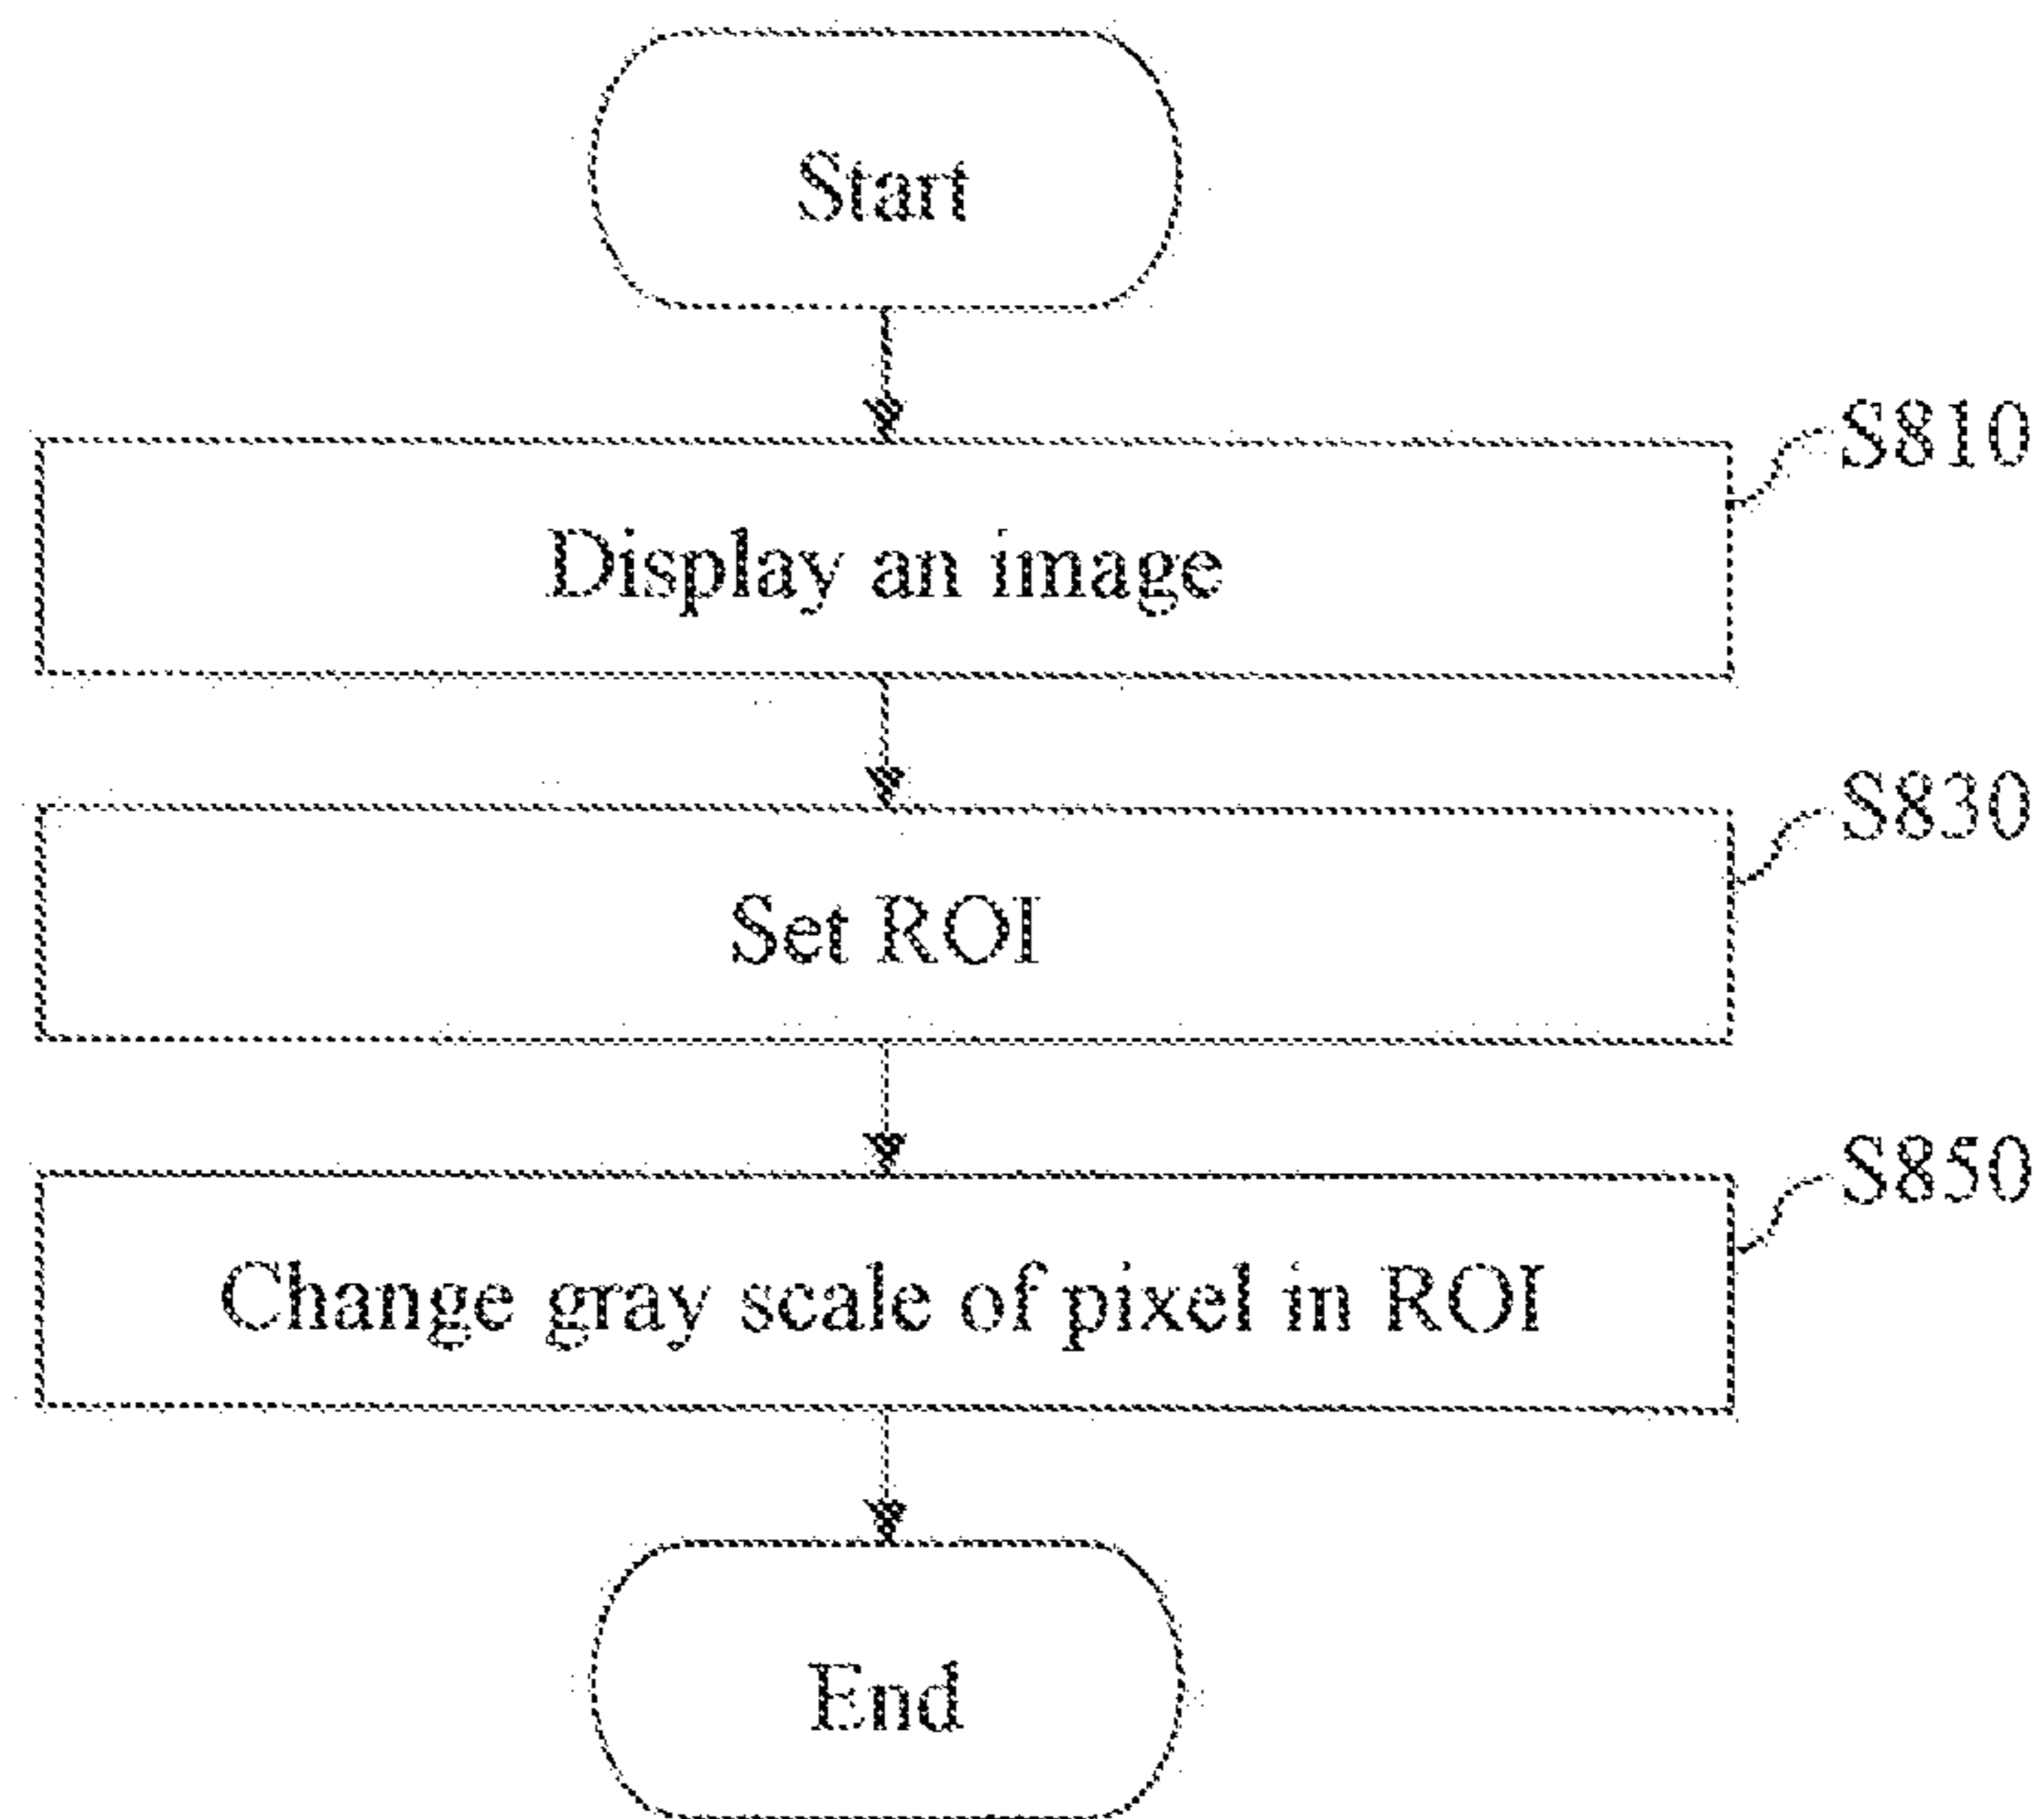 Start
S810
Display an image
S830
Set ROI
S850
Change gray scale of pixel in ROI
End